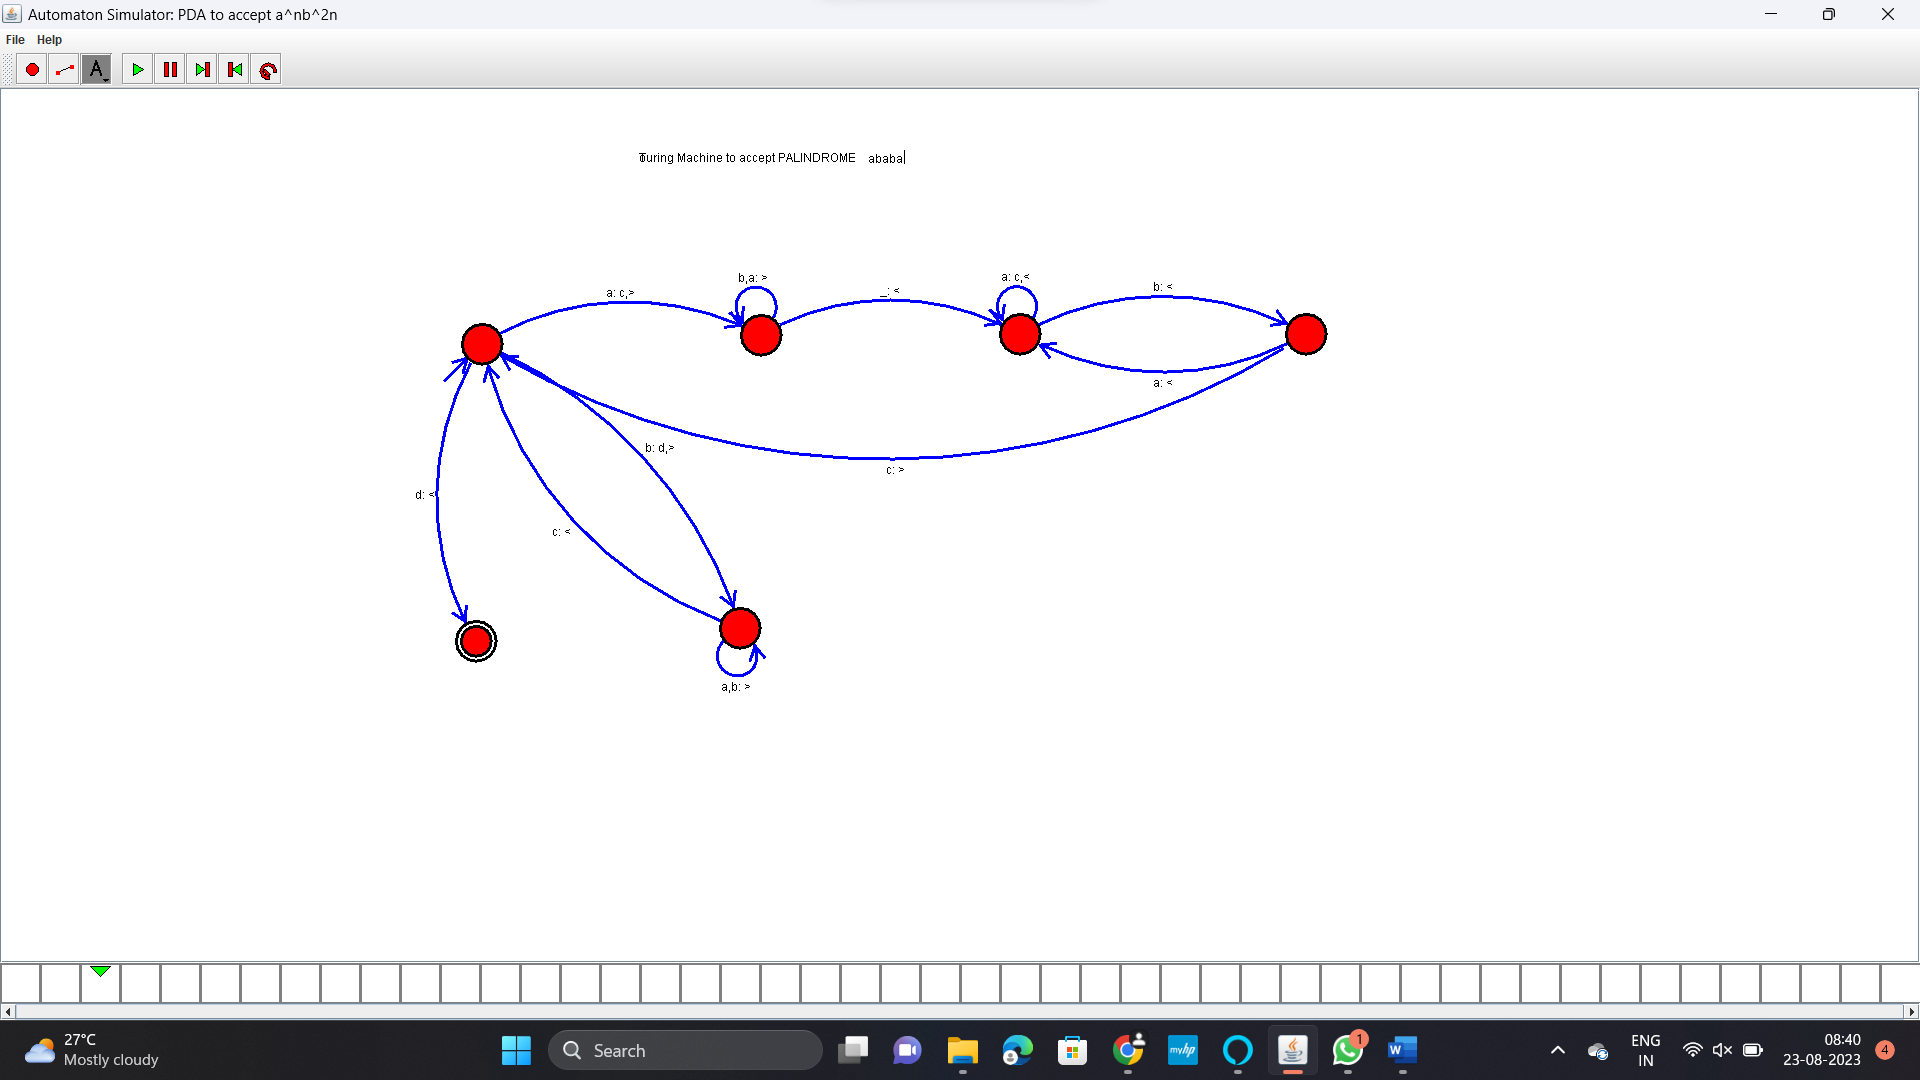 Automaton Simulator: PDA to accept a^nb^2n
File Help
A
Turing Machine to accept PALINDROME ababa
b,a: >
a: c,<
a: c,>
_: <
b: <
a: <
b: d,>
c: >
d: <
c: <
a,b: >
27°C
Mostly cloudy
Search
myhp
1
W
ENG
IN
08:40
23-08-2023
4